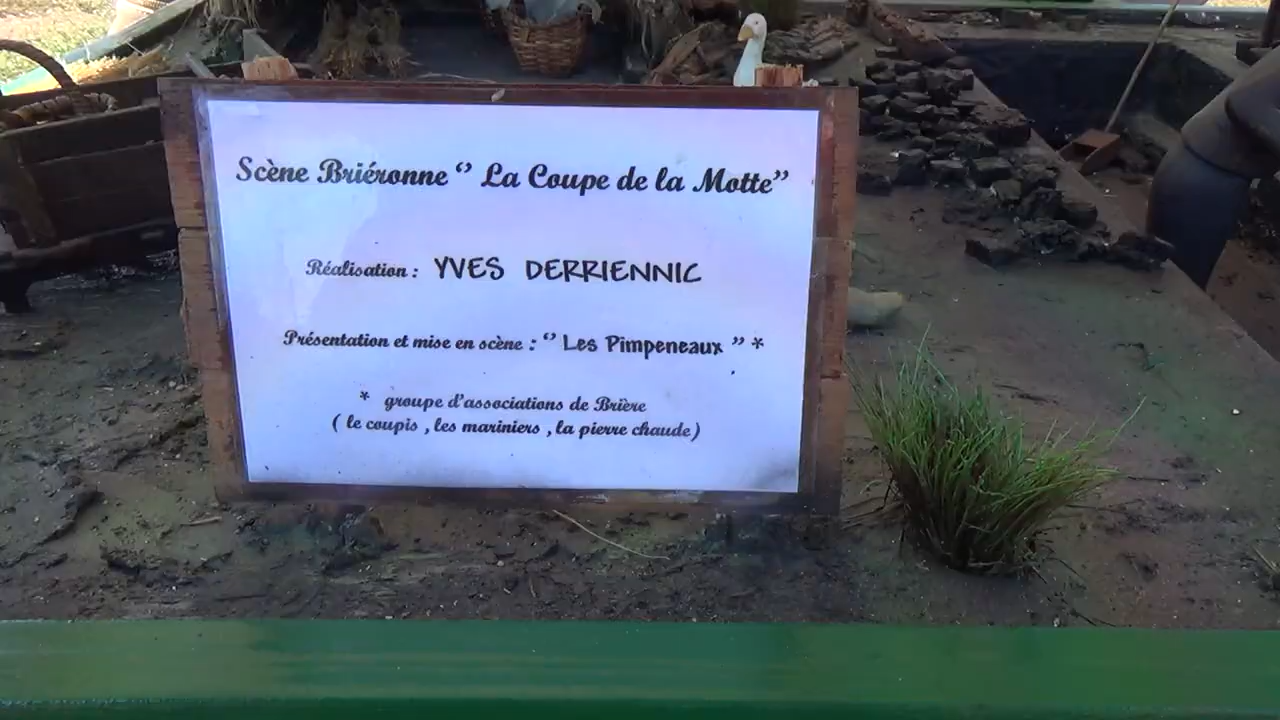 Scène Briéronne “ La Coupe de la Motte”
Réalisation : YVES DERRIENNIC
Présentation et mise en scène : “ Les Pimpeneaux ” *
* groupe d'associations de Brière
( le coupis , les mariniers , la pierre chaude)